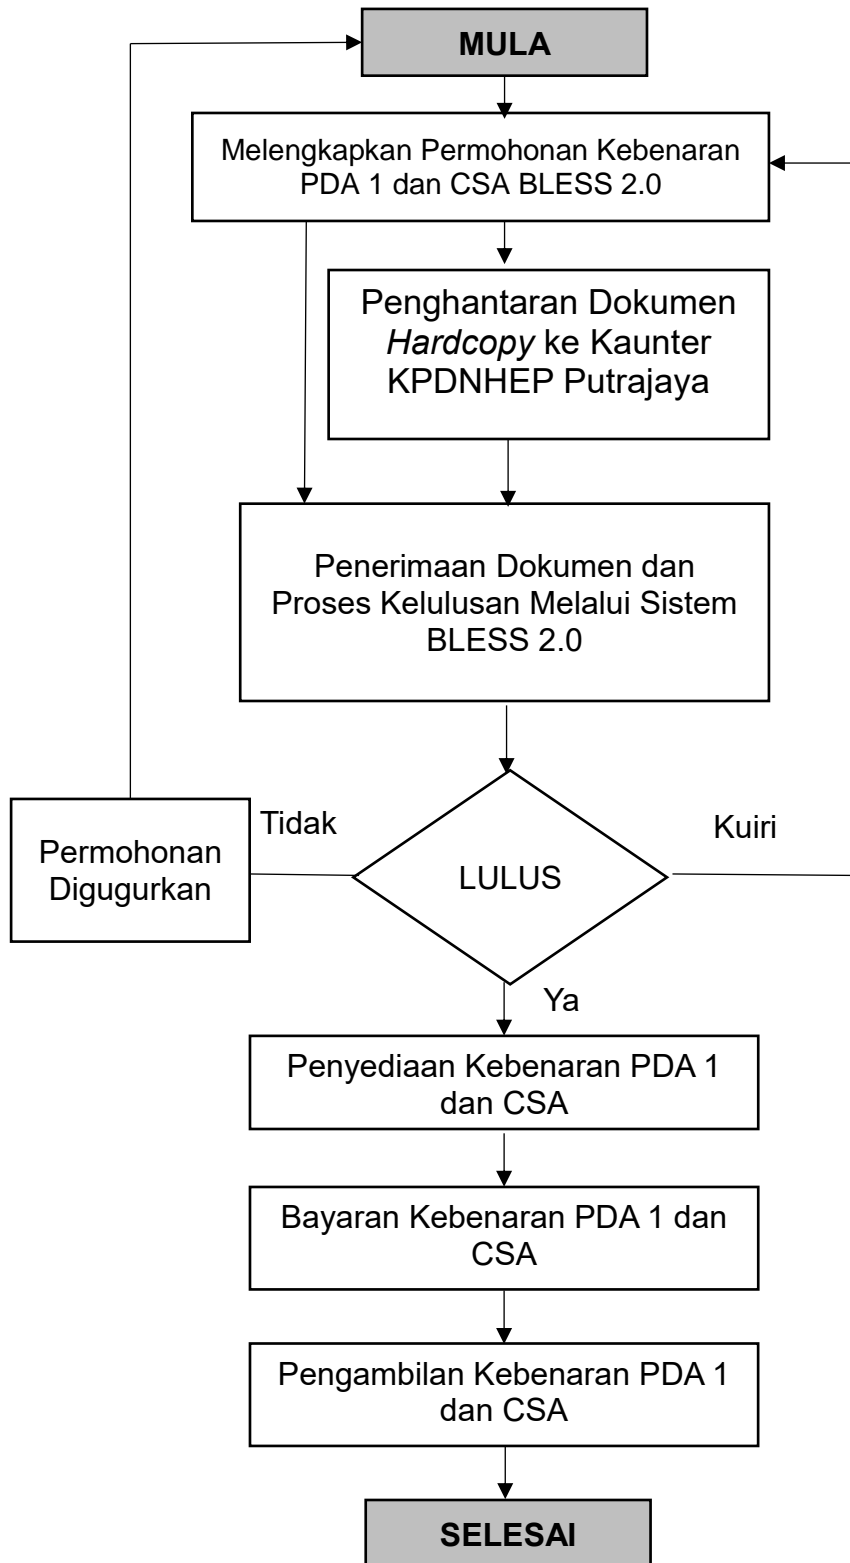 MULA
Melengkapkan Permohonan Kebenaran
PDA 1 dan CSA BLESS 2.0
Penghantaran Dokumen
Hardcopy ke Kaunter
KPDNHEP Putrajaya
Penerimaan Dokumen dan
Proses Kelulusan Melalui Sistem
BLESS 2.0
Permohonan
Digugurkan
Tidak
LULUS
Kuiri
Ya
Penyediaan Kebenaran PDA 1
dan CSA
Bayaran Kebenaran PDA 1 dan
CSA
Pengambilan Kebenaran PDA 1
dan CSA
SELESAI